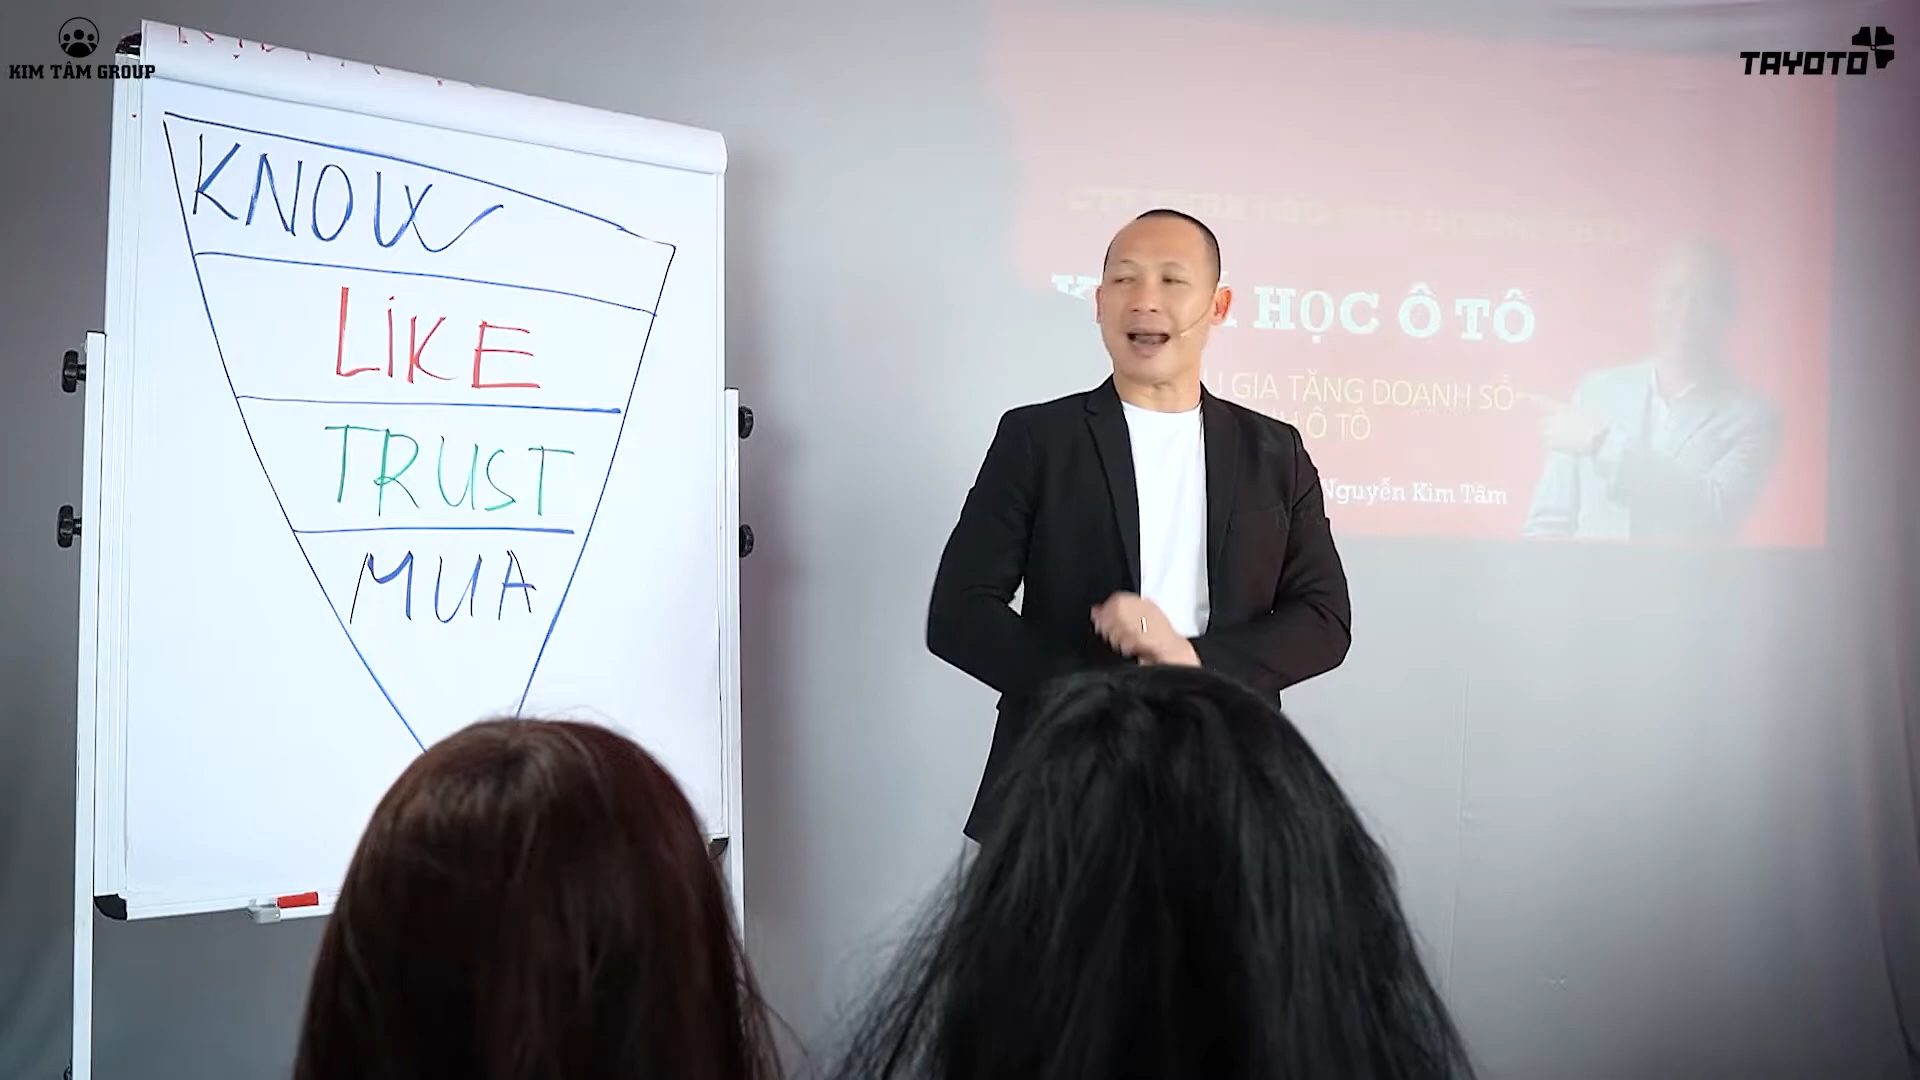 KIM TÂM GROUP
TAYOTO
KNOW
LIKE
TRUST
MUA
HỌC Ô TÔ
GIA TĂNG DOANH SỐ
Ô TÔ
Nguyễn Kim Tâm